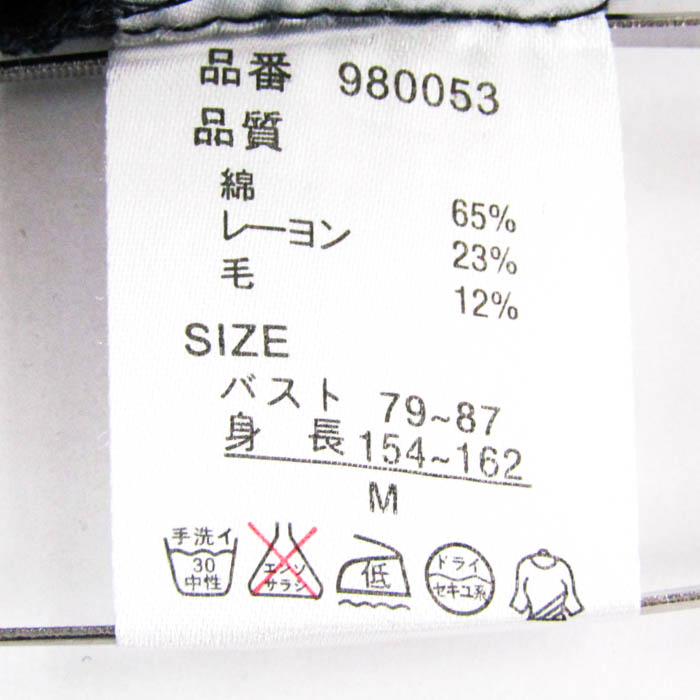 品番 980053
品質
綿 65%
レーヨン 23%
毛 12%
SIZE
バスト 79~87
身長 154~162
M
手洗イ
30
中性
エンソ
サラシ
低
ドライ
セキユ系